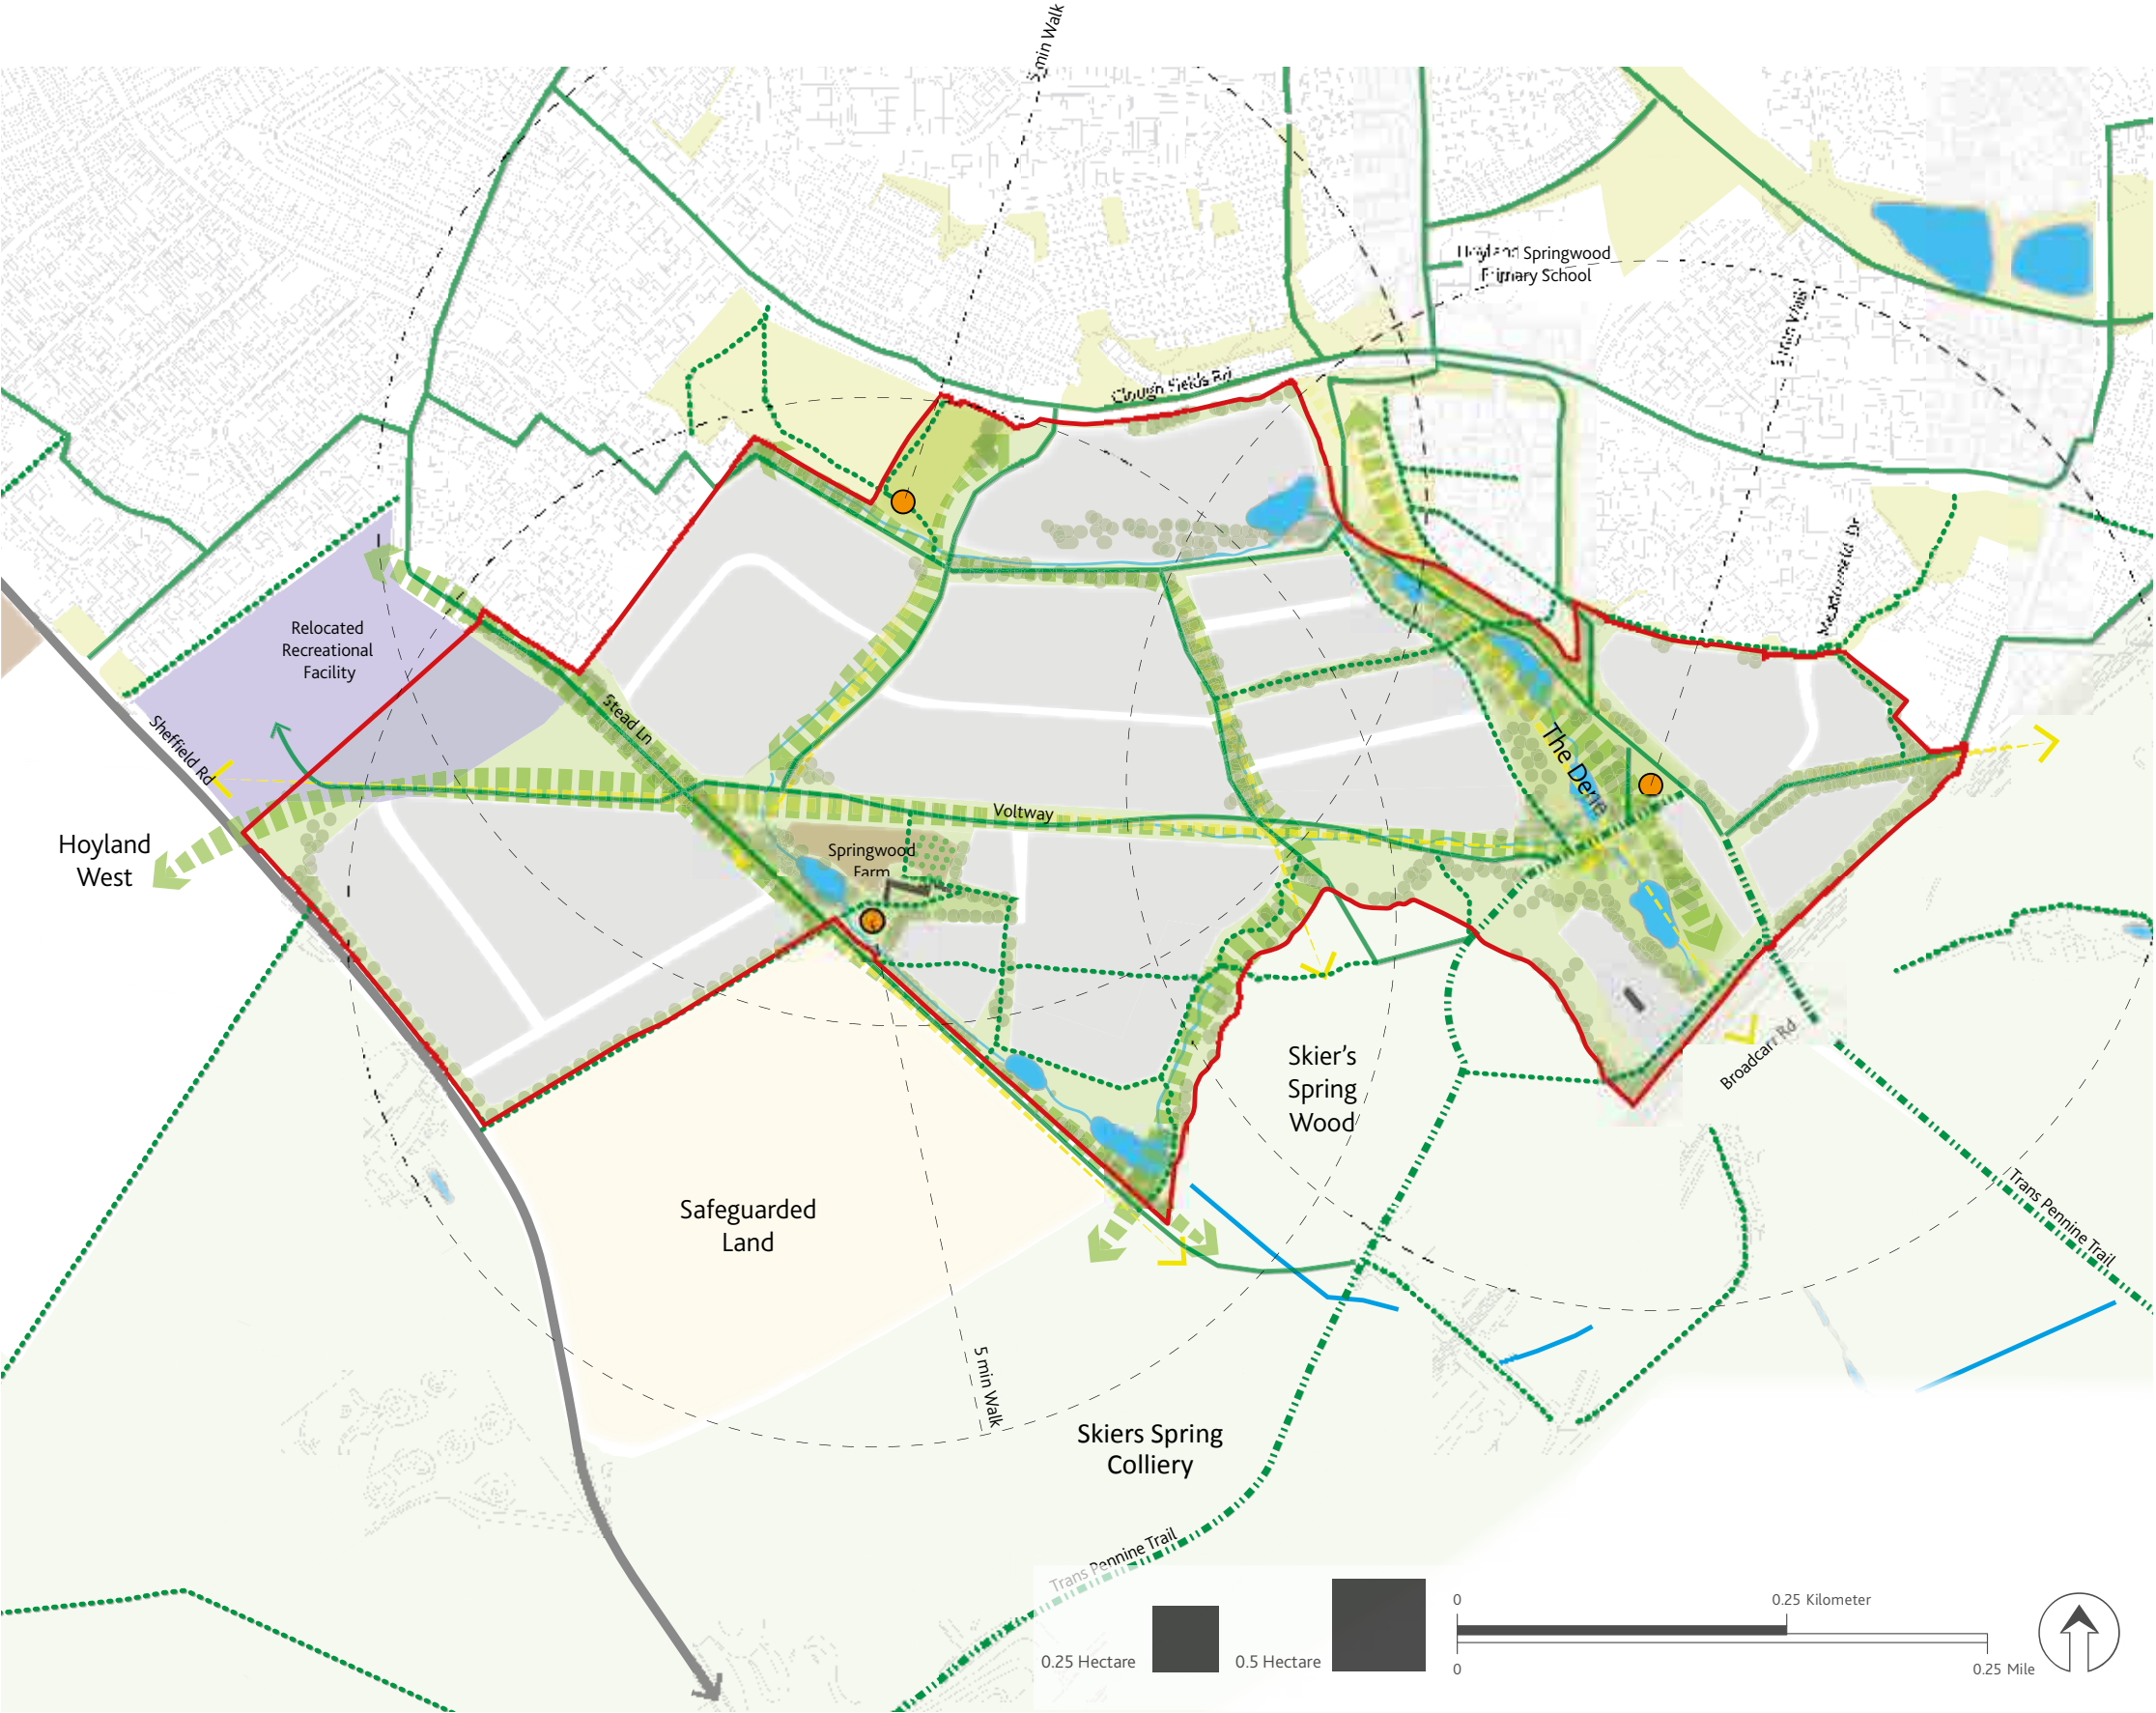 5 min Walk
Hoyland Springwood
Primary School
Clough Fields Rd
5 min Walk
Meadowfield Dr
Relocated
Recreational
Facility
Stead Ln
Sheffield Rd
The Dene
Voltway
Hoyland
West
Springwood
Farm
Skier's
Spring
Wood
Broadcarr Rd
Safeguarded
Land
Trans Pennine Trail
5 min Walk
Skiers Spring
Colliery
Trans Pennine Trail
0.25 Hectare
0.5 Hectare
0
0.25 Kilometer
0
0.25 Mile